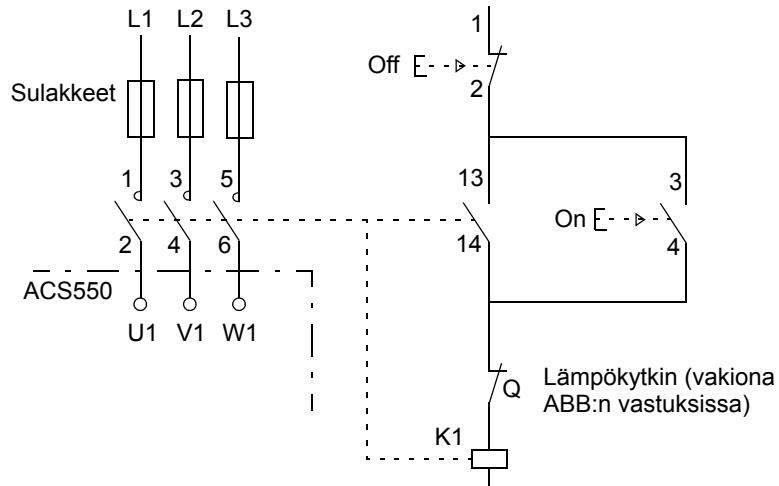 L1 L2 L3
Sulakkeet
1 3 5
2 4 6
ACS550
U1 V1 W1
1
Off
2
13
14
3
On
4
Q
Lämpökytkin (vakiona
ABB:n vastuksissa)
K1